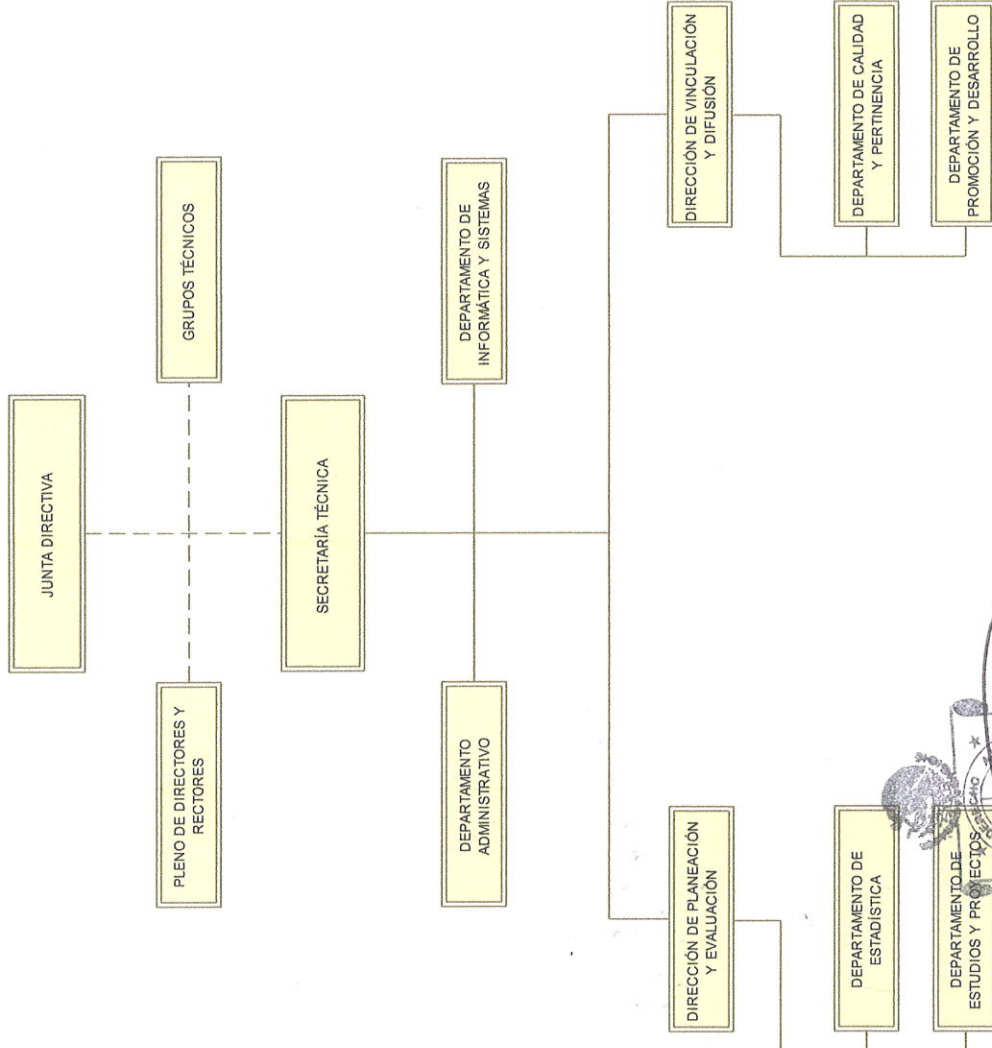 JUNTA DIRECTIVA
PLENO DE DIRECTORES Y
RECTORES
GRUPOS TÉCNICOS
SECRETARÍA TÉCNICA
DEPARTAMENTO
ADMINISTRATIVO
DEPARTAMENTO DE
INFORMÁTICA Y SISTEMAS
DIRECCIÓN DE PLANEACIÓN
Y EVALUACIÓN
DIRECCIÓN DE VINCULACIÓN
Y DIFUSIÓN
DEPARTAMENTO DE
ESTADÍSTICA
DEPARTAMENTO DE CALIDAD
Y PERTINENCIA
DEPARTAMENTO DE
ESTUDIOS Y PROYECTOS
DEPARTAMENTO DE
PROMOCIÓN Y DESARROLLO